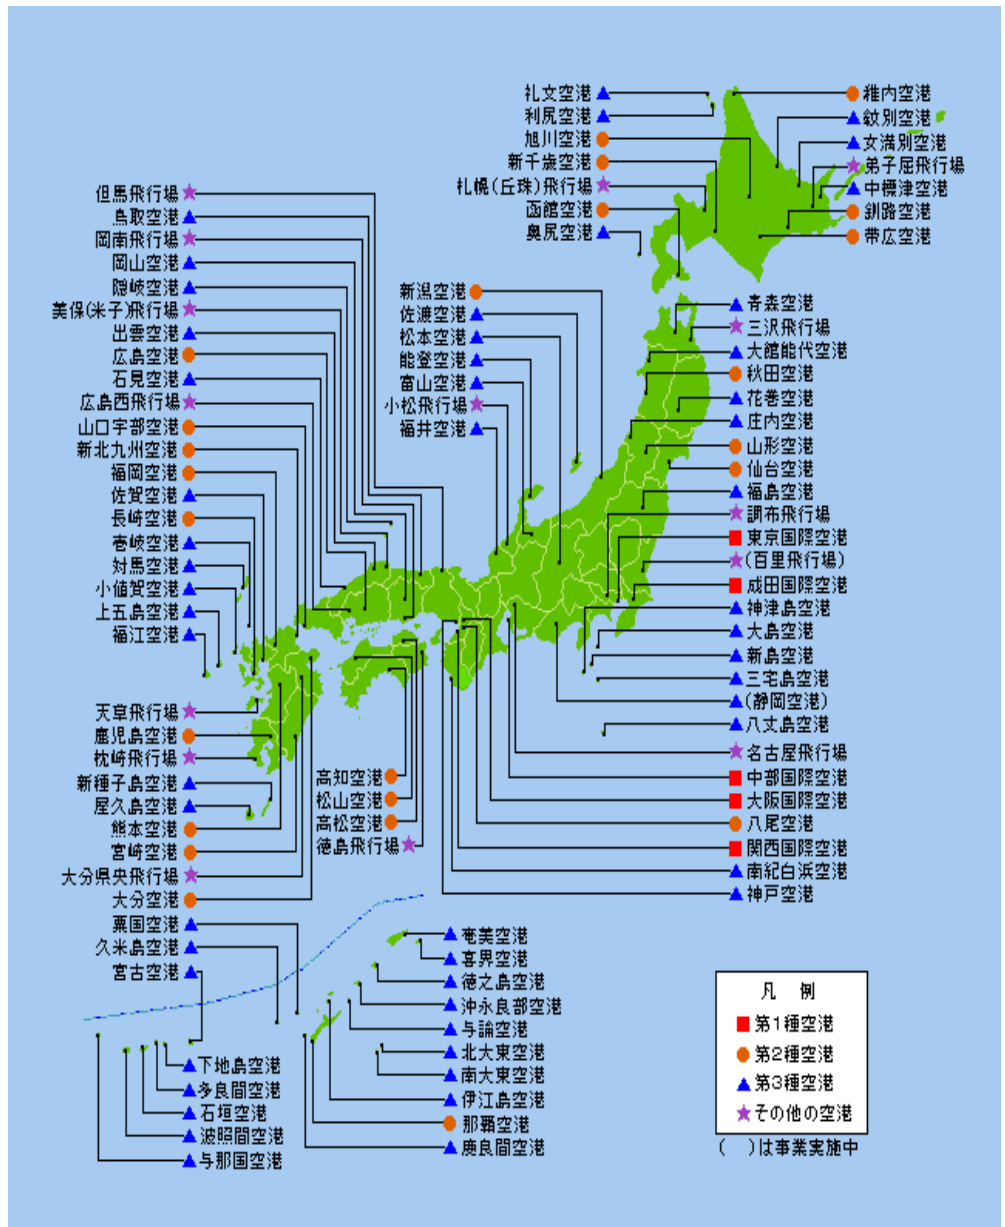 礼文空港
利尻空港
旭川空港
新千歳空港
札幌(丘珠)飛行場
函館空港
奥尻空港
稚内空港
紋別空港
女満別空港
弟子屈飛行場
中標津空港
釧路空港
帯広空港
但馬飛行場
鳥取空港
岡南飛行場
岡山空港
隠岐空港
美保(米子)飛行場
出雲空港
広島空港
石見空港
広島西飛行場
山口宇部空港
新北九州空港
福岡空港
佐賀空港
長崎空港
壱岐空港
対馬空港
小値賀空港
上五島空港
福江空港
新潟空港
佐渡空港
松本空港
能登空港
富山空港
小松飛行場
福井空港
青森空港
三沢飛行場
大館能代空港
秋田空港
花巻空港
庄内空港
山形空港
仙台空港
福島空港
調布飛行場
東京国際空港
(百里飛行場)
成田国際空港
神津島空港
大島空港
新島空港
三宅島空港
(静岡空港)
八丈島空港
名古屋飛行場
中部国際空港
大阪国際空港
八尾空港
関西国際空港
南紀白浜空港
神戸空港
天草飛行場
鹿児島空港
枕崎飛行場
新種子島空港
屋久島空港
熊本空港
宮崎空港
大分県央飛行場
大分空港
粟国空港
久米島空港
宮古空港
高知空港
松山空港
高松空港
徳島飛行場
奄美空港
喜界空港
徳之島空港
沖永良部空港
与論空港
北大東空港
南大東空港
伊江島空港
那覇空港
慶良間空港
下地島空港
多良間空港
石垣空港
波照間空港
与那国空港
凡 例
第1種空港
第2種空港
第3種空港
その他の空港
( )は事業実施中